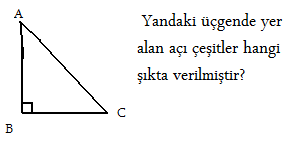 A
Yandaki üçgende yer
alan açı çeşitler hangi
şıkta verilmiştir?
B
C